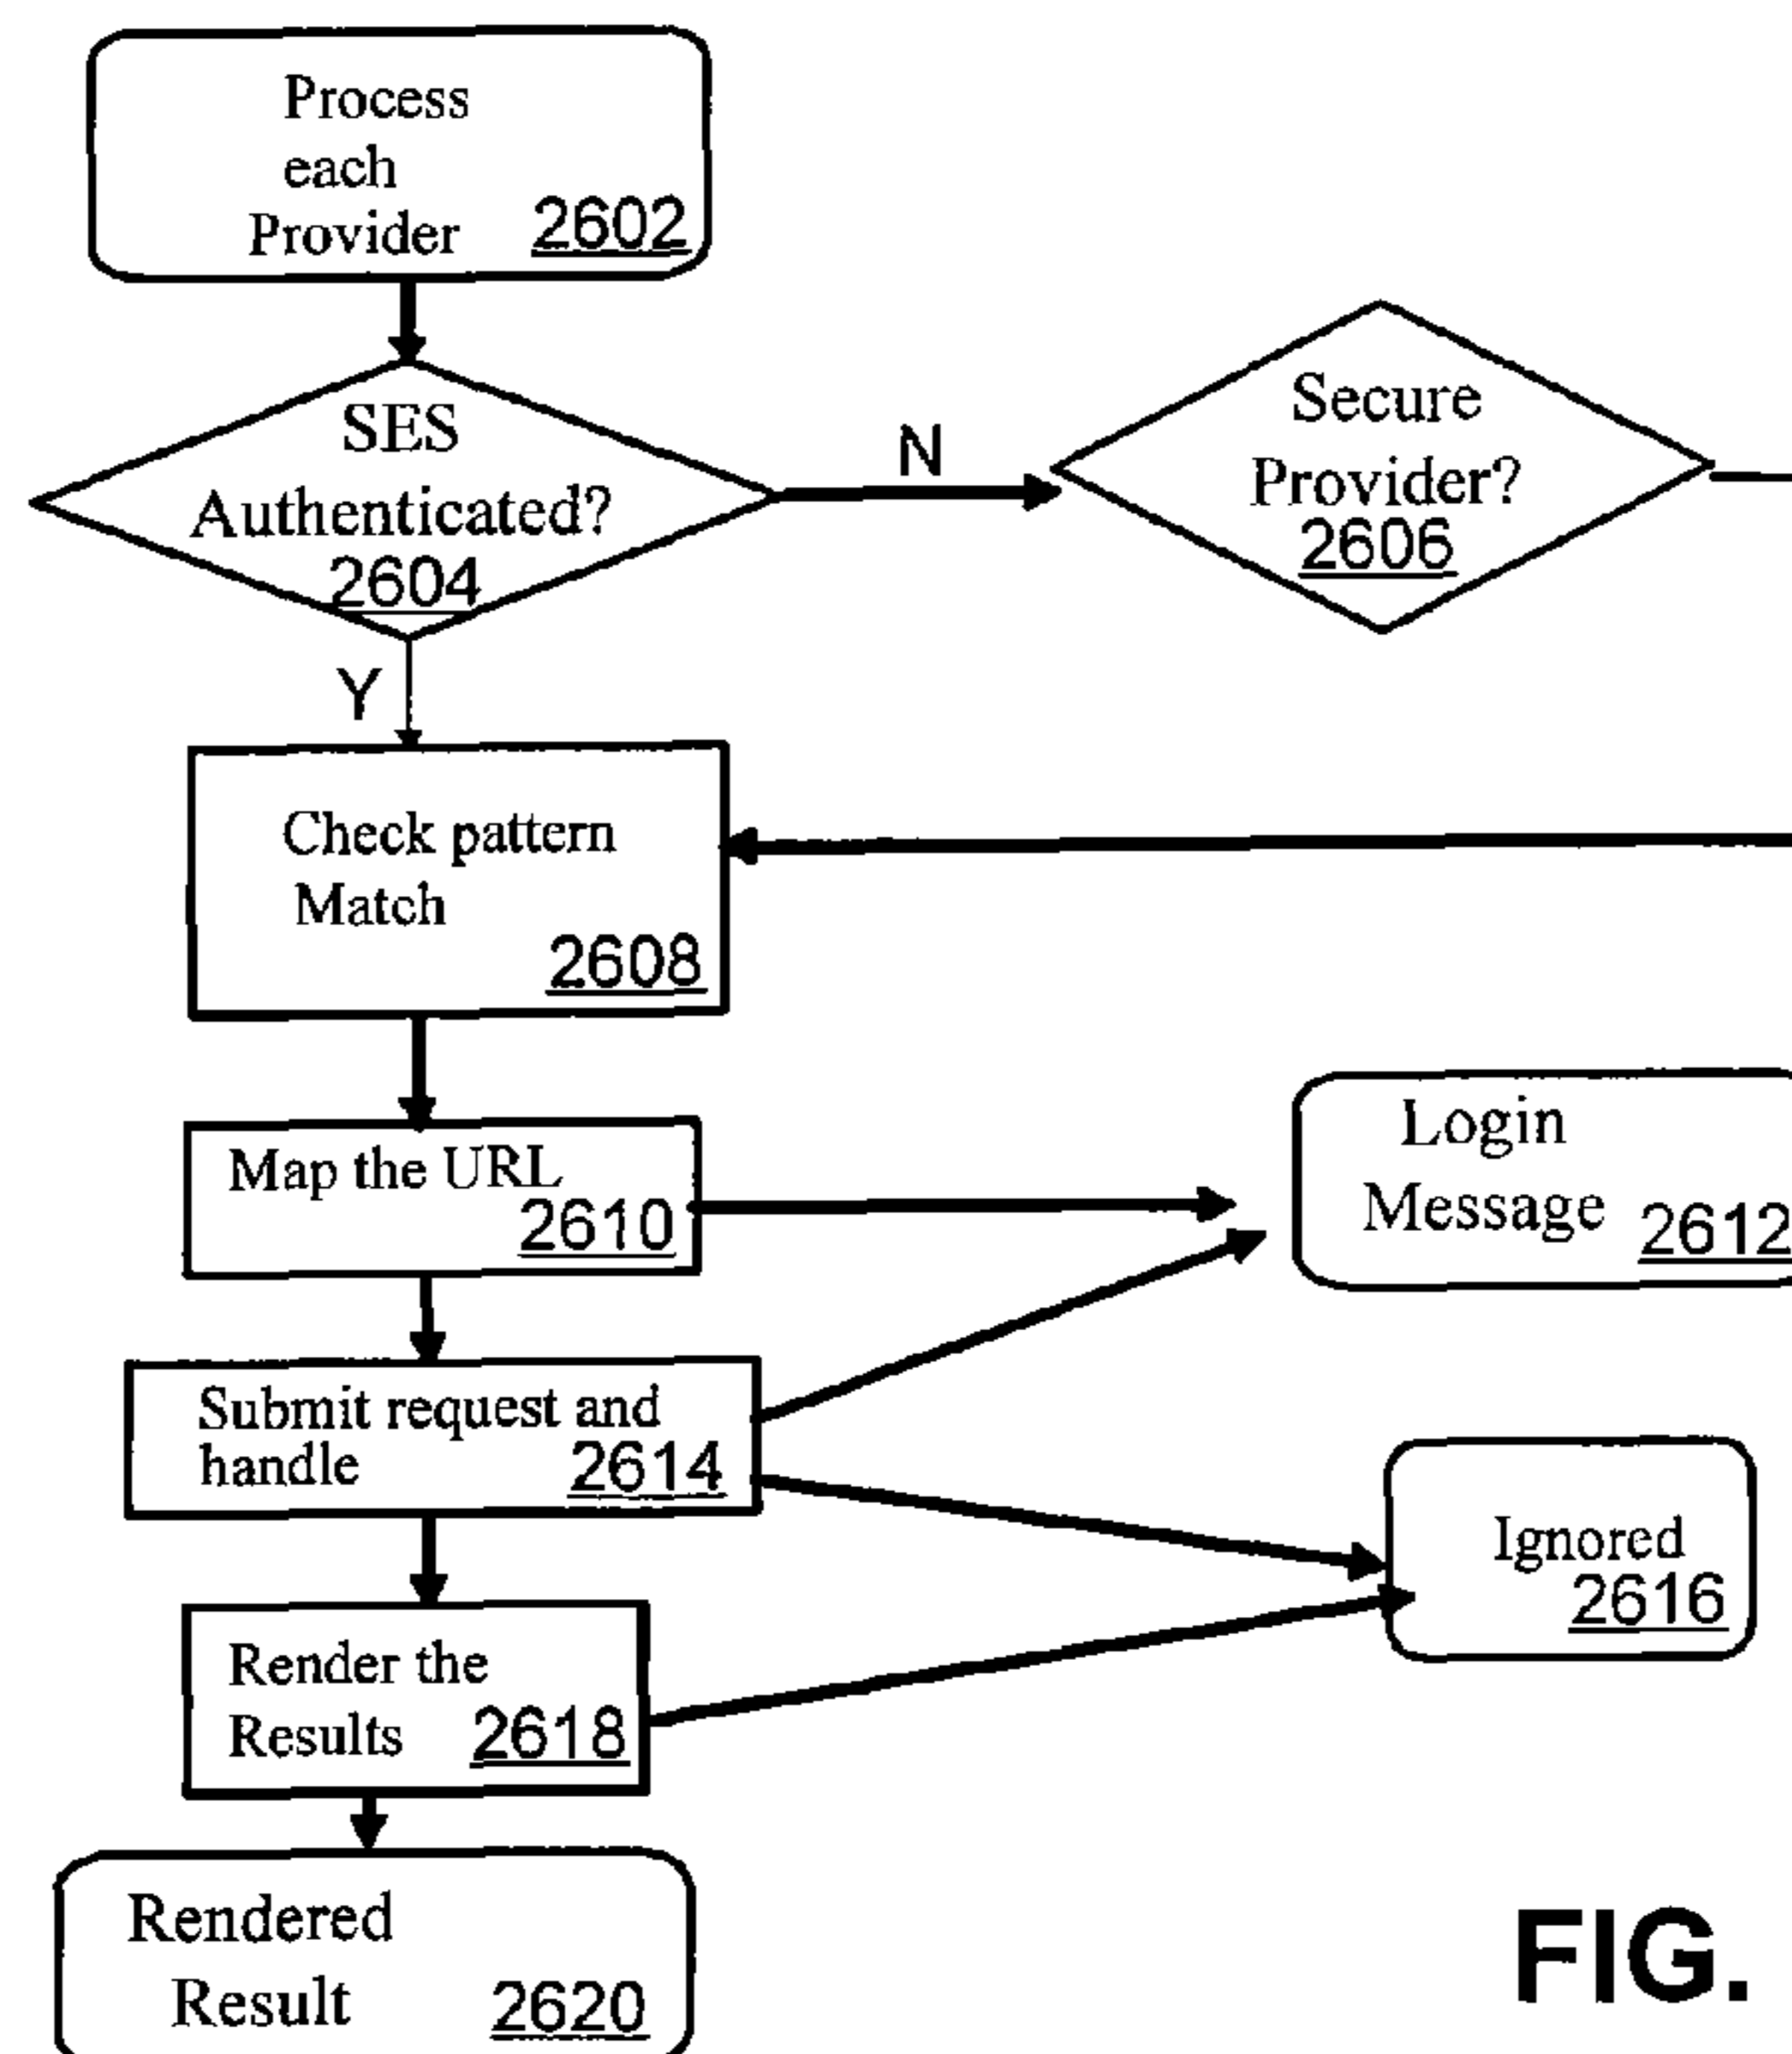 Process
each
Provider 2602
SES
Authenticated?
2604
N
Secure
Provider?
2606
Y
Check pattern
Match
2608
Map the URL
2610
Login
Message 2612
Submit request and
handle 2614
Ignored
2616
Render the
Results 2618
Rendered
Result 2620
FIG.